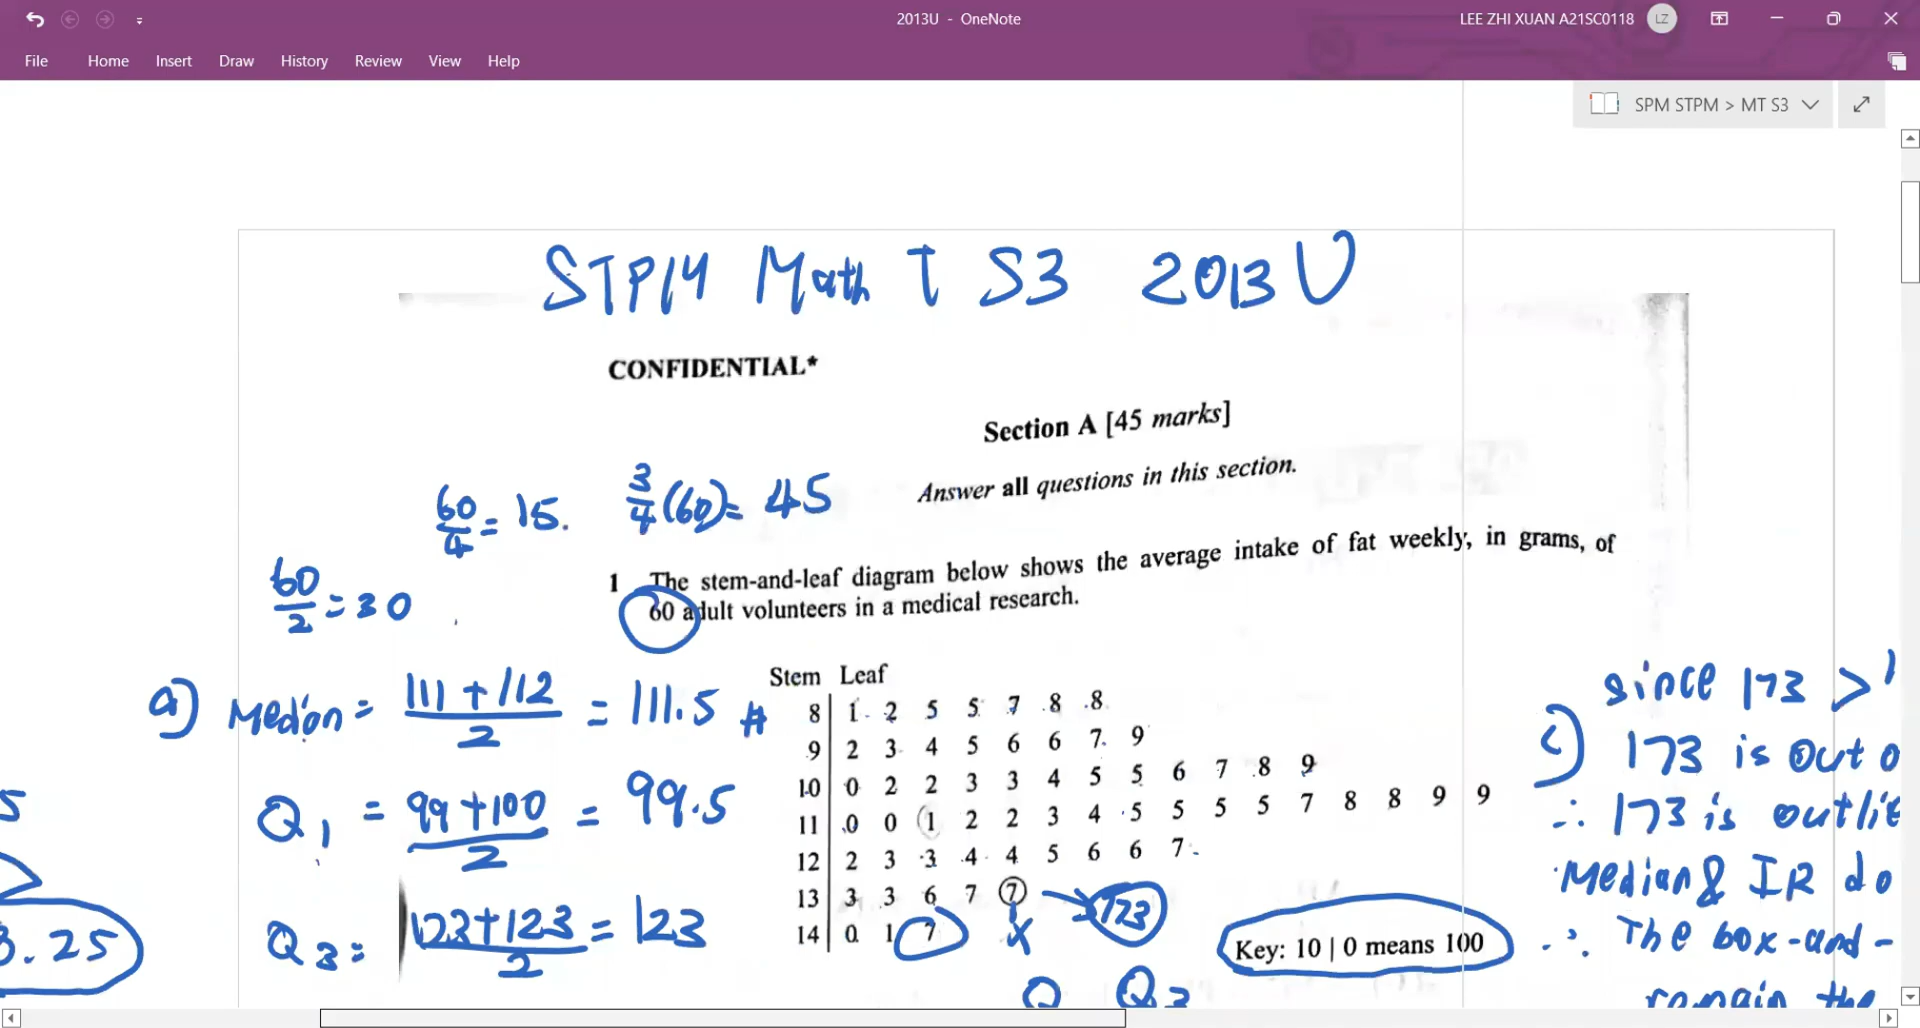 2013U - OneNote
LEE ZHI XUAN A21SC0118 LZ
File Home Insert Draw History Review View Help
SPM STPM > MT S3
STPM Math T S3 2013 U
CONFIDENTIAL*
Section A [45 marks]
Answer all questions in this section.
60/4 = 15. 3/4 (60) = 45
60/2 = 30
1 The stem-and-leaf diagram below shows the average intake of fat weekly, in grams, of
60 adult volunteers in a medical research.
a) Median = (111 + 112)/2 = 111.5 #
Q1 = (99 + 100)/2 = 99.5
Q3 = (123 + 123)/2 = 123
Stem Leaf
8 | 1 2 5 5 7 8 8
9 | 2 3 4 5 6 6 7 9
10 | 0 2 2 3 3 4 5 5 6 7 8 9
11 | 0 0 1 2 2 3 4 5 5 5 5 7 8 8 9 9
12 | 2 3 3 4 4 5 6 6 7
13 | 3 3 6 7 7
14 | 0 1 7
173
x
Key: 10 | 0 means 100
Q Q3
5
3.25
c) since 173 > 1
173 is out o
∴ 173 is outlie
Median & IR do
∴ The box-and-
remain the